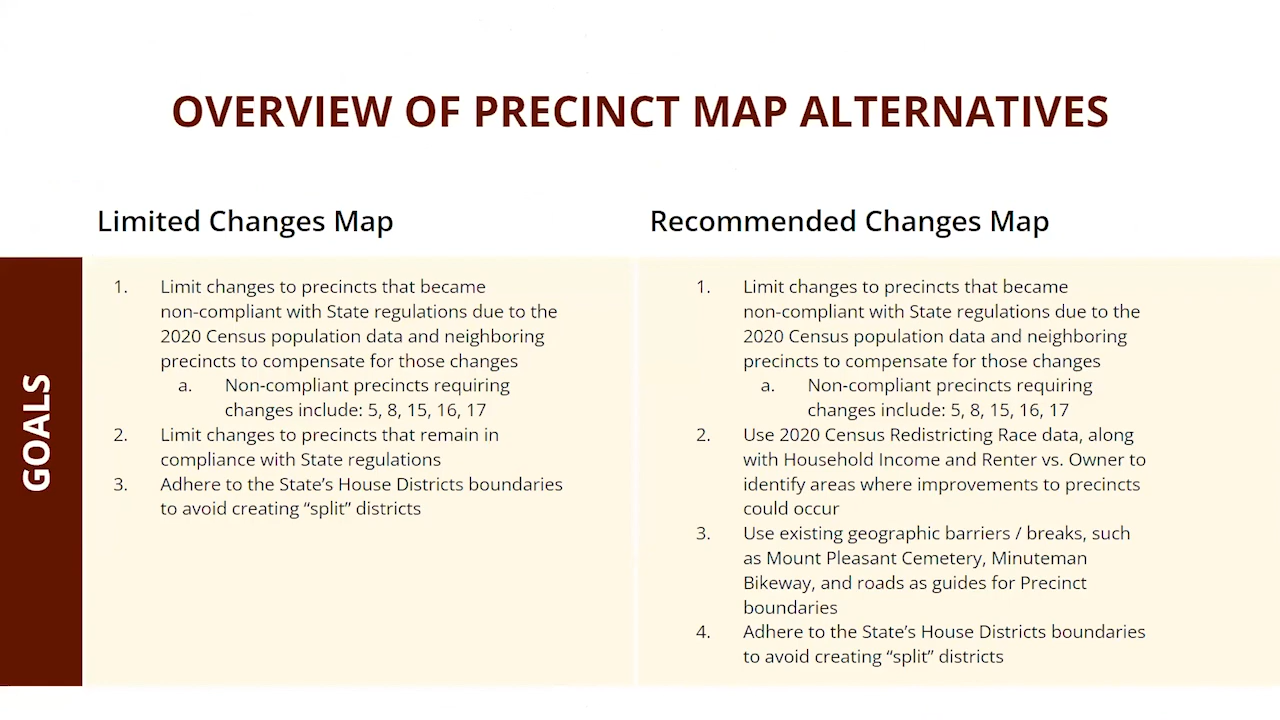 OVERVIEW OF PRECINCT MAP ALTERNATIVES
Limited Changes Map
Recommended Changes Map
GOALS
1. Limit changes to precincts that became
non-compliant with State regulations due to the
2020 Census population data and neighboring
precincts to compensate for those changes
a. Non-compliant precincts requiring
changes include: 5, 8, 15, 16, 17
2. Limit changes to precincts that remain in
compliance with State regulations
3. Adhere to the State’s House Districts boundaries
to avoid creating “split” districts
1. Limit changes to precincts that became
non-compliant with State regulations due to the
2020 Census population data and neighboring
precincts to compensate for those changes
a. Non-compliant precincts requiring
changes include: 5, 8, 15, 16, 17
2. Use 2020 Census Redistricting Race data, along
with Household Income and Renter vs. Owner to
identify areas where improvements to precincts
could occur
3. Use existing geographic barriers / breaks, such
as Mount Pleasant Cemetery, Minuteman
Bikeway, and roads as guides for Precinct
boundaries
4. Adhere to the State’s House Districts boundaries
to avoid creating “split” districts